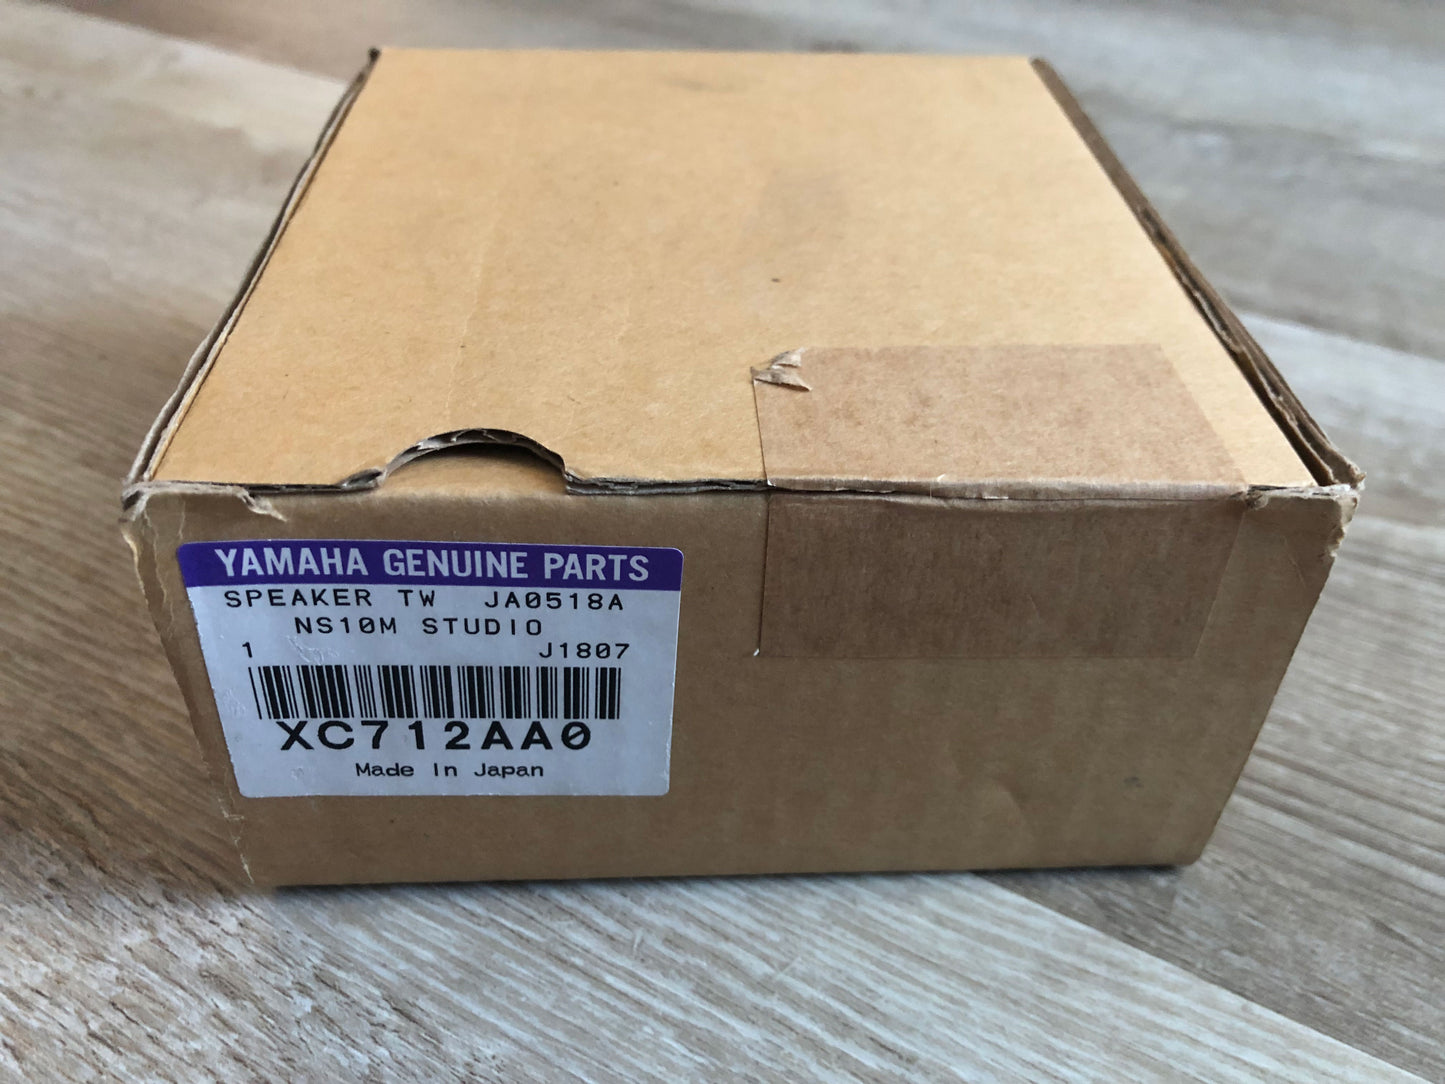 YAMAHA GENUINE PARTS
SPEAKER TW JA0518A
NS10M STUDIO
1 J1807
XC712AA0
Made In Japan